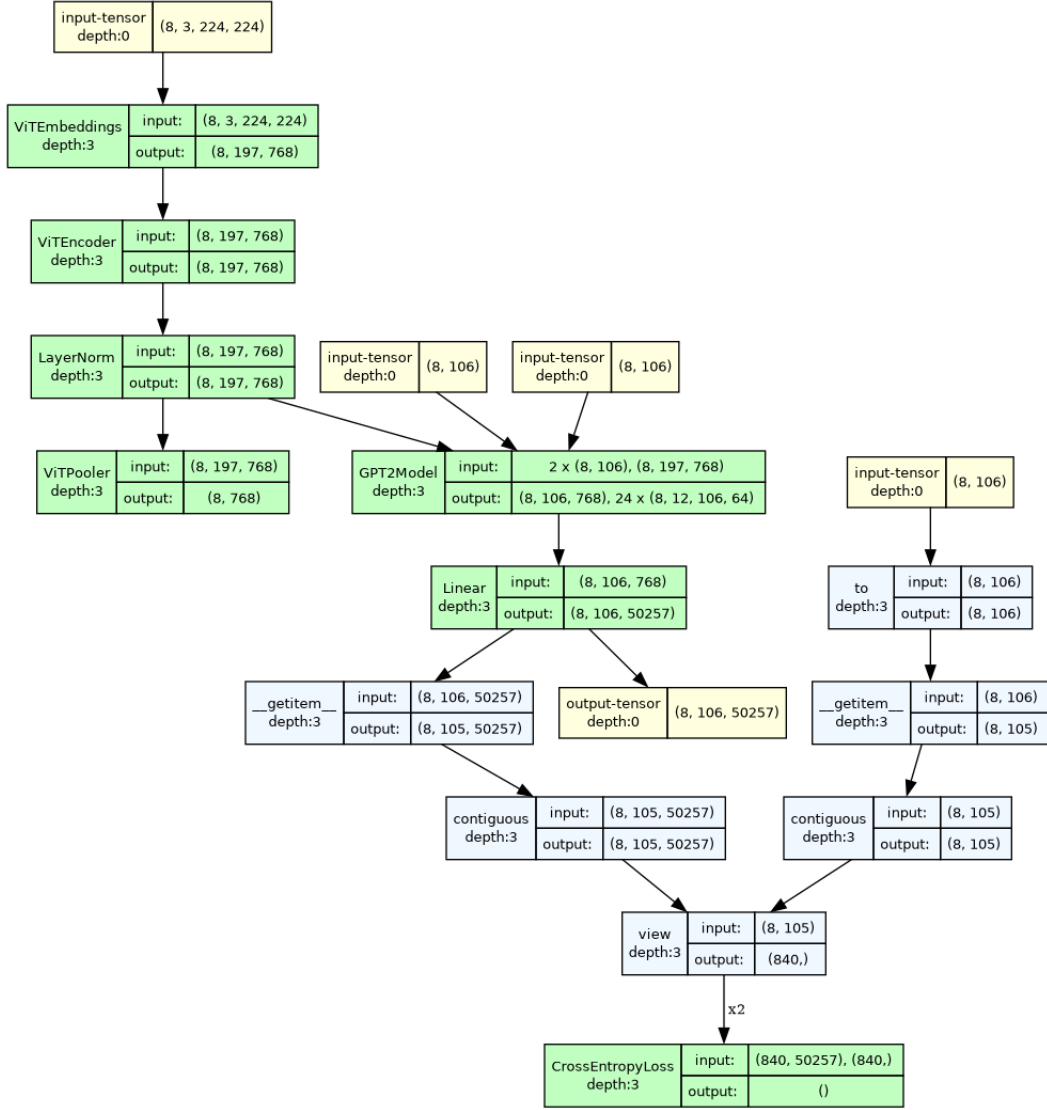 input-tensor
depth:0
(8, 3, 224, 224)
ViTEmbeddings
depth:3
input:
(8, 3, 224, 224)
output:
(8, 197, 768)
ViTEncoder
depth:3
input:
(8, 197, 768)
output:
(8, 197, 768)
LayerNorm
depth:3
input:
(8, 197, 768)
output:
(8, 197, 768)
input-tensor
depth:0
(8, 106)
input-tensor
depth:0
(8, 106)
ViTPooler
depth:3
input:
(8, 197, 768)
output:
(8, 768)
GPT2Model
depth:3
input:
2 x (8, 106), (8, 197, 768)
output:
(8, 106, 768), 24 x (8, 12, 106, 64)
input-tensor
depth:0
(8, 106)
Linear
depth:3
input:
(8, 106, 768)
output:
(8, 106, 50257)
to
depth:3
input:
(8, 106)
output:
(8, 106)
__getitem__
depth:3
input:
(8, 106, 50257)
output:
(8, 105, 50257)
output-tensor
depth:0
(8, 106, 50257)
__getitem__
depth:3
input:
(8, 106)
output:
(8, 105)
contiguous
depth:3
input:
(8, 105, 50257)
output:
(8, 105, 50257)
contiguous
depth:3
input:
(8, 105)
output:
(8, 105)
view
depth:3
input:
(8, 105)
output:
(840,)
x2
CrossEntropyLoss
depth:3
input:
(840, 50257), (840,)
output:
()